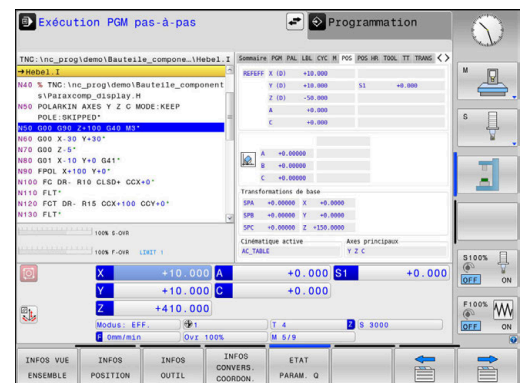 Exécution PGM pas-à-pas
Programmation
TNC:\nc_prog\demo\Bauteile_compone…\Hebel.I
→Hebel.I
N40 % TNC:\nc_prog\demo\Bauteile_component
s\Paraxcomp_display.H
N50 POLARKIN AXES Y Z C MODE:KEEP
POLE:SKIPPED*
N50 G00 G90 Z+100 G40 M3*
N60 G00 X-30 Y+30*
N70 G00 Z-5*
N80 G01 X-10 Y+0 G41*
N90 FPOL X+100 Y+0*
N100 FC DR- R10 CLSD+ CCX+0*
N110 FLT*
N120 FCT DR- R15 CCX+100 CCY+0*
N130 FLT*
100% S-OVR
100% F-OVR LIMIT 1
Sommaire PGM PAL LBL CYC M POS POS HR TOOL TT TRANS
REFEFF X (D) +10.000
Y (D) +10.000 S1 +0.000
Z (D) -50.000
A +0.000
C +0.000
A +0.00000
B +0.00000
C +0.00000
Transformations de base
SPA +0.00000 X +0.0000
SPB +0.00000 Y +0.0000
SPC +0.00000 Z +150.0000
Cinématique active Axes principaux
AC_TABLE X Y Z
X +10.000 A +0.000 S1 +0.000
Y +10.000 C +0.000
Z +410.000
Modus: EFF. 1 T 4 Z S 3000
F 0mm/min Ovr 100% M 5/9
M
S
S100%
OFF ON
F100%
OFF ON
INFOS VUE ENSEMBLE
INFOS POSITION
INFOS OUTIL
INFOS CONVERS. COORDON.
ETAT PARAM. Q